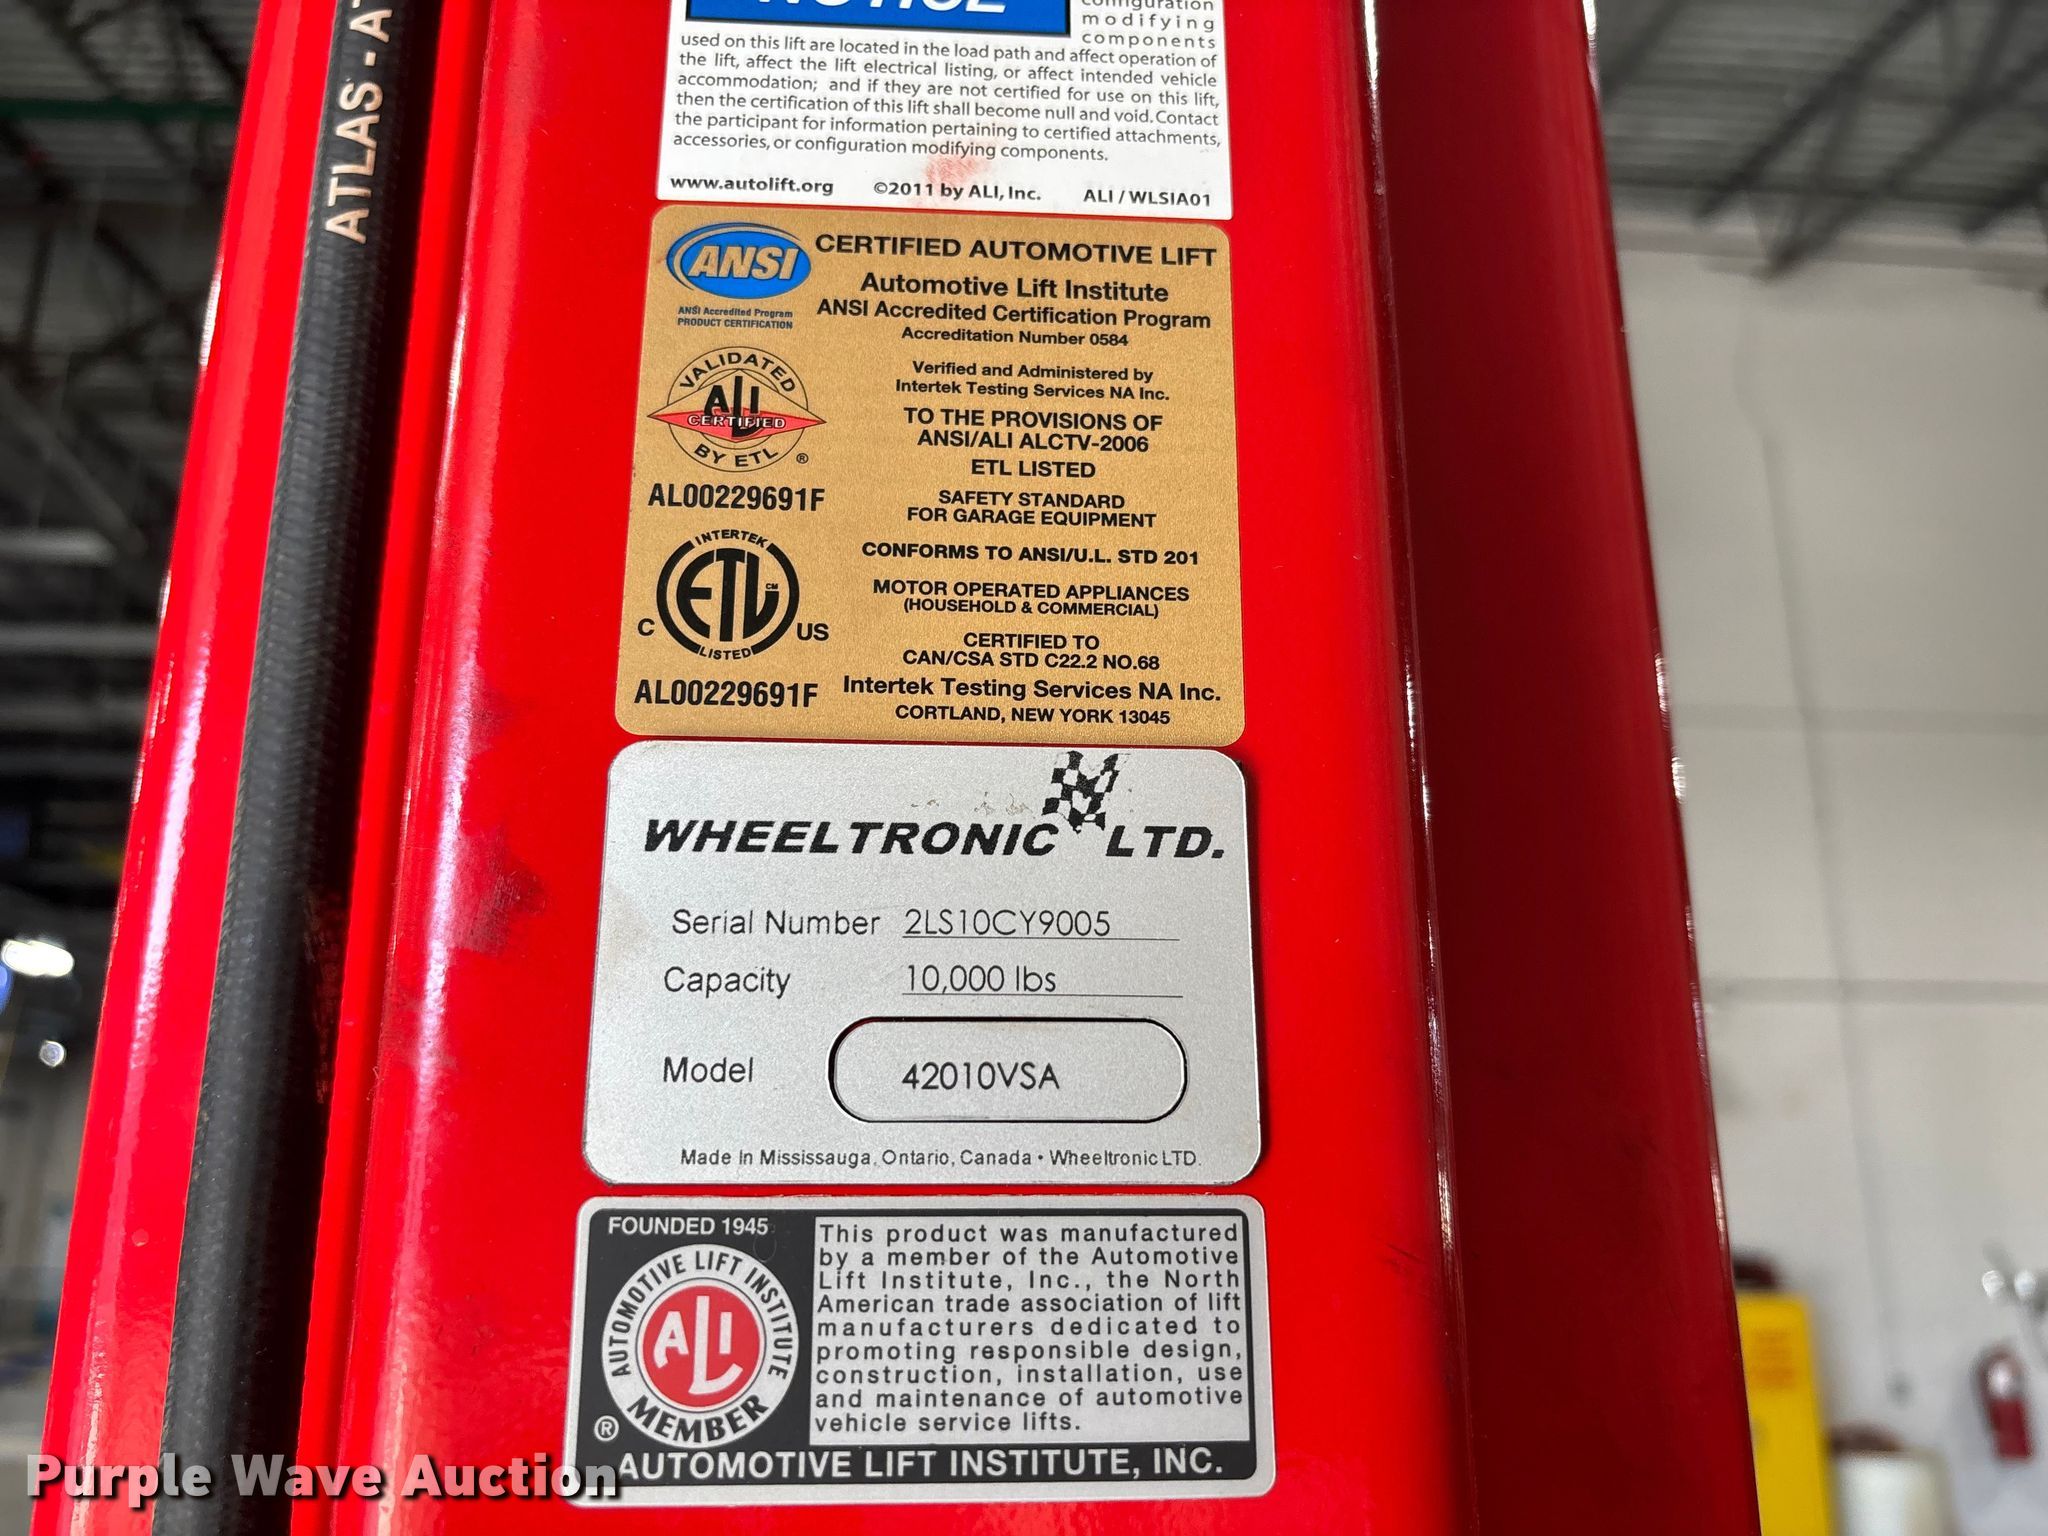 NOTICE
configuration
modifying
components
used on this lift are located in the load path and affect operation of
the lift, affect the lift electrical listing, or affect intended vehicle
accommodation; and if they are not certified for use on this lift,
then the certification of this lift shall become null and void. Contact
the participant for information pertaining to certified attachments,
accessories, or configuration modifying components.
www.autolift.org ©2011 by ALI, Inc. ALI / WLSIA01
ATLAS - AT
ANSI
ANSI Accredited Program
PRODUCT CERTIFICATION
VALIDATED
ALI
CERTIFIED
BY ETL ®
AL00229691F
INTERTEK
ETL CM
C US
LISTED
AL00229691F
CERTIFIED AUTOMOTIVE LIFT
Automotive Lift Institute
ANSI Accredited Certification Program
Accreditation Number 0584
Verified and Administered by
Intertek Testing Services NA Inc.
TO THE PROVISIONS OF
ANSI/ALI ALCTV-2006
ETL LISTED
SAFETY STANDARD
FOR GARAGE EQUIPMENT
CONFORMS TO ANSI/U.L. STD 201
MOTOR OPERATED APPLIANCES
(HOUSEHOLD & COMMERCIAL)
CERTIFIED TO
CAN/CSA STD C22.2 NO.68
Intertek Testing Services NA Inc.
CORTLAND, NEW YORK 13045
WHEELTRONIC LTD.
Serial Number 2LS10CY9005
Capacity 10,000 lbs
Model 42010VSA
Made In Mississauga, Ontario, Canada • Wheeltronic LTD.
FOUNDED 1945
AUTOMOTIVE LIFT INSTITUTE
ALI
MEMBER
®
This product was manufactured
by a member of the Automotive
Lift Institute, Inc., the North
American trade association of lift
manufacturers dedicated to
promoting responsible design,
construction, installation, use
and maintenance of automotive
vehicle service lifts.
AUTOMOTIVE LIFT INSTITUTE, INC.
Purple Wave Auction